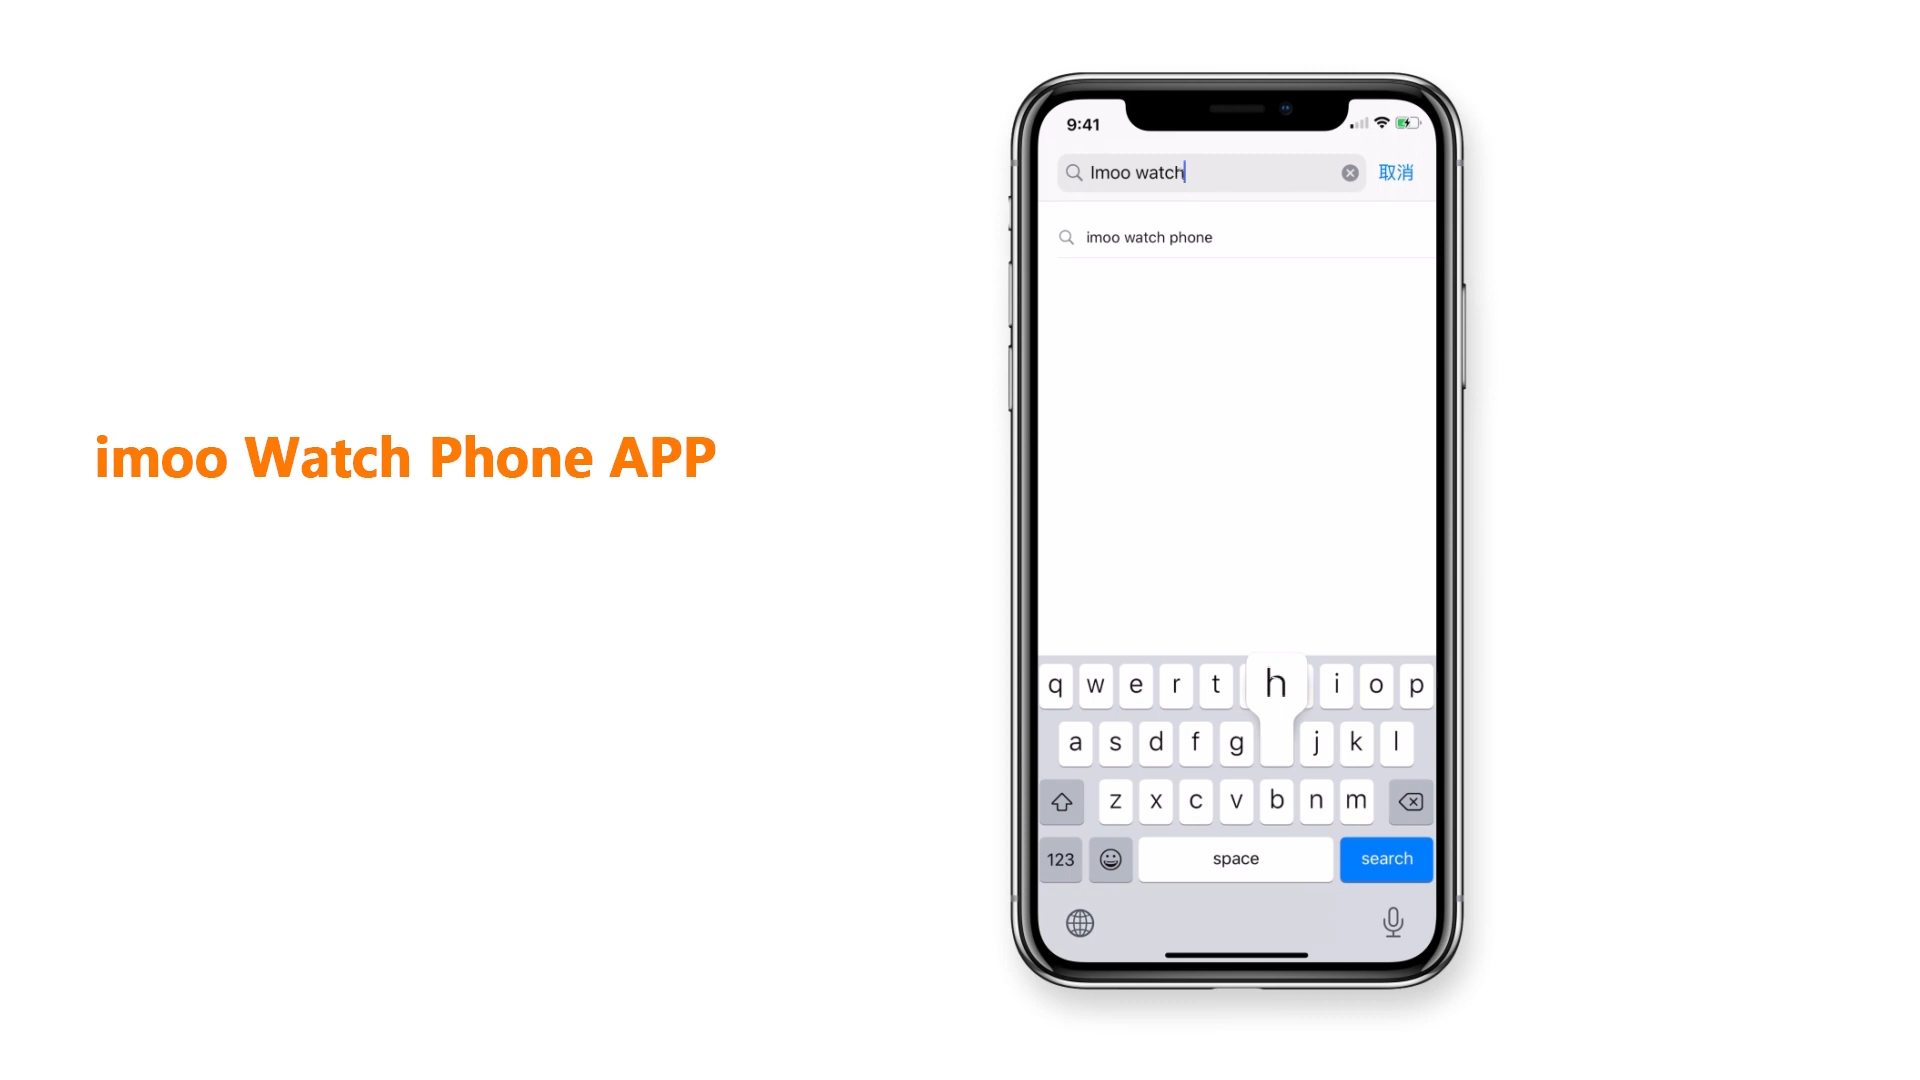 imoo Watch Phone APP
9:41
Imoo watch
取消
imoo watch phone
q w e r t h i o p
a s d f g j k l
z x c v b n m
123 space search